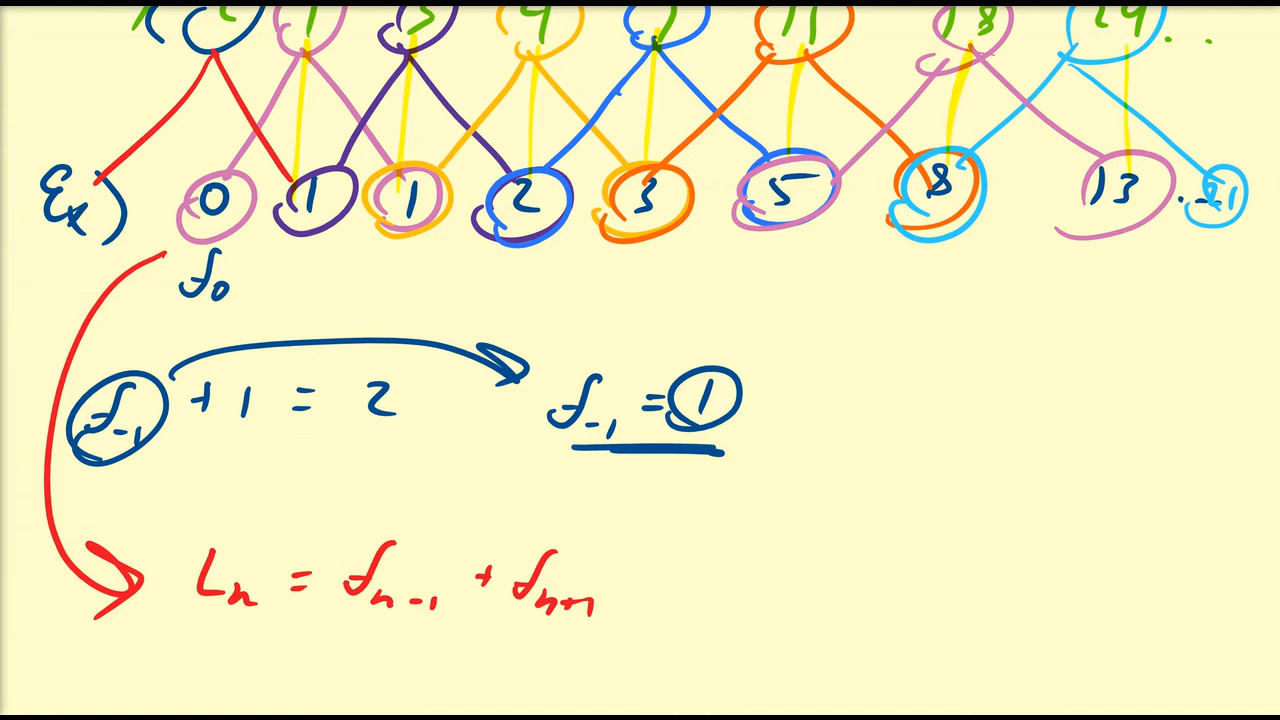 2 1 3 4 7 11 18 29 . . .
Ex) 0 1 1 2 3 5 8 13 ... 21
f₀
f₋₁ + 1 = 2 f₋₁ = 1
Lₙ = fₙ₋₁ + fₙ₊₁